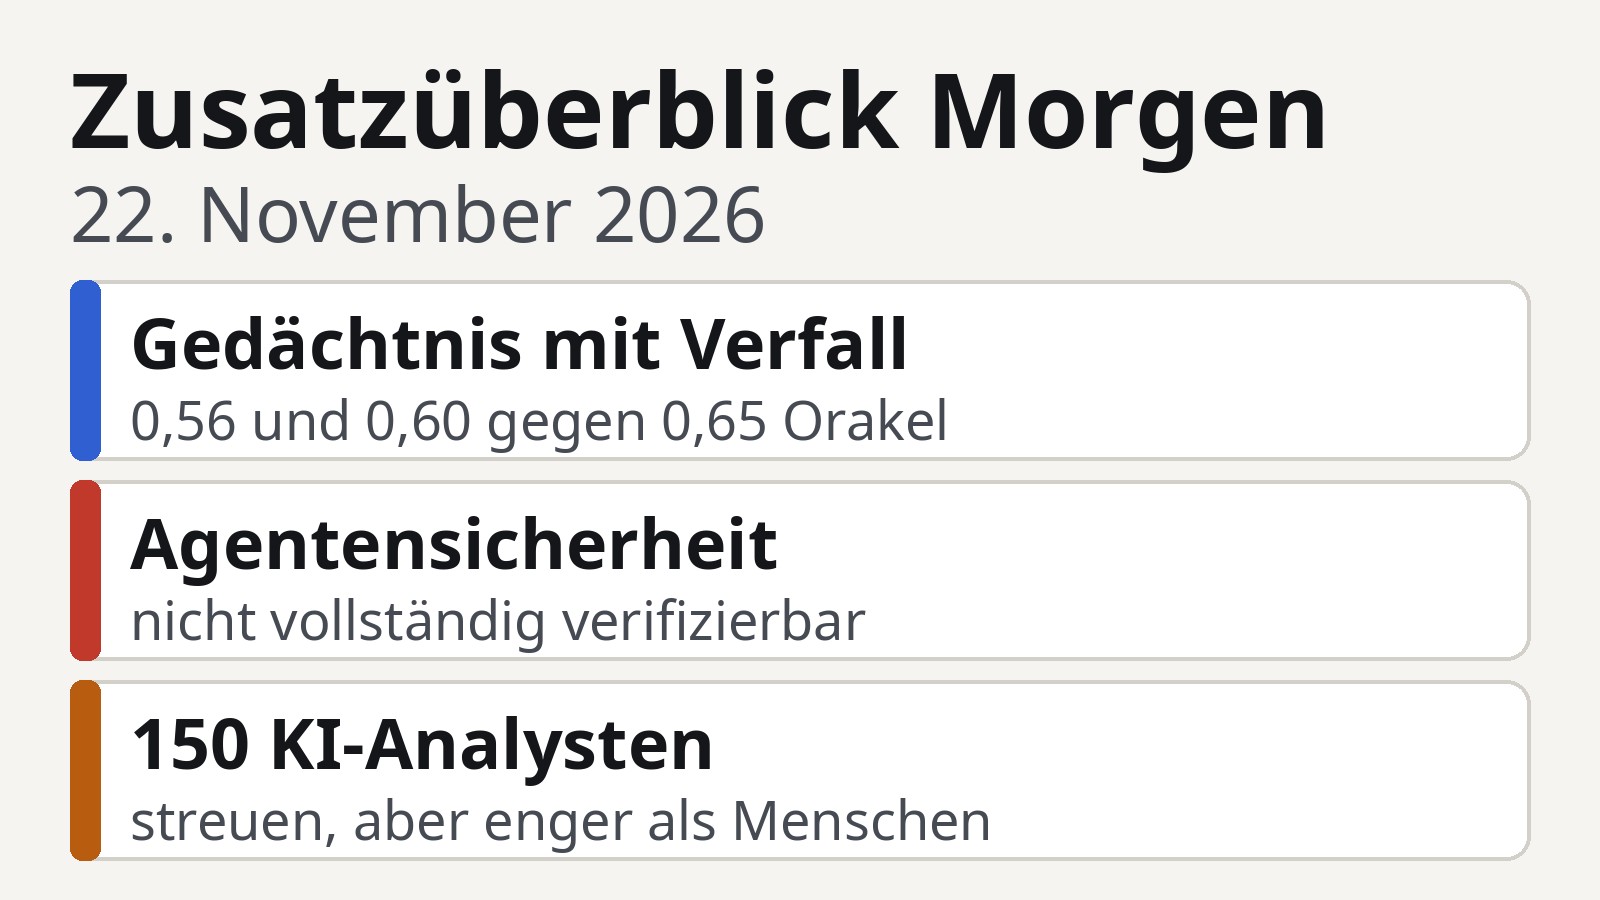 Zusatzüberblick Morgen
22. November 2026
Gedächtnis mit Verfall
0,56 und 0,60 gegen 0,65 Orakel
Agentensicherheit
nicht vollständig verifizierbar
150 KI-Analysten
streuen, aber enger als Menschen